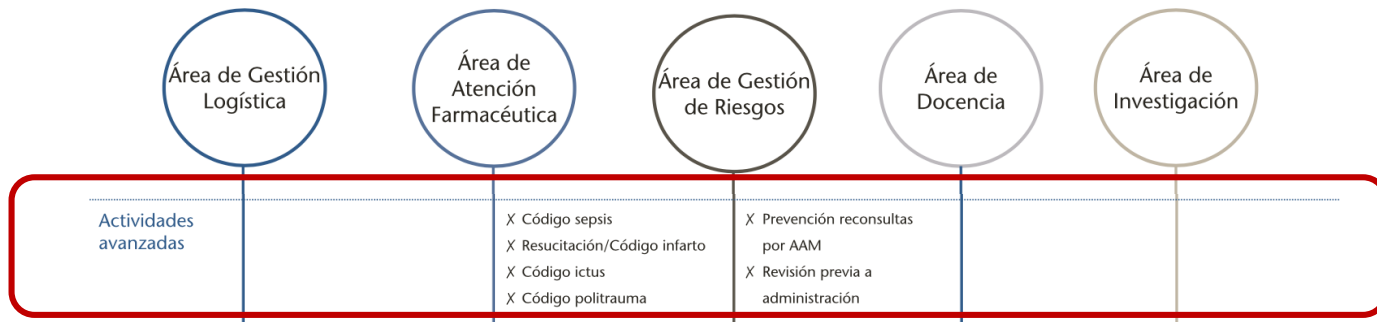 Área de Gestión
Logística
Área de
Atención
Farmacéutica
Área de Gestión
de Riesgos
Área de
Docencia
Área de
Investigación
Actividades
avanzadas
✗ Código sepsis
✗ Resucitación/Código infarto
✗ Código ictus
✗ Código politrauma
✗ Prevención reconsultas
por AAM
✗ Revisión previa a
administración